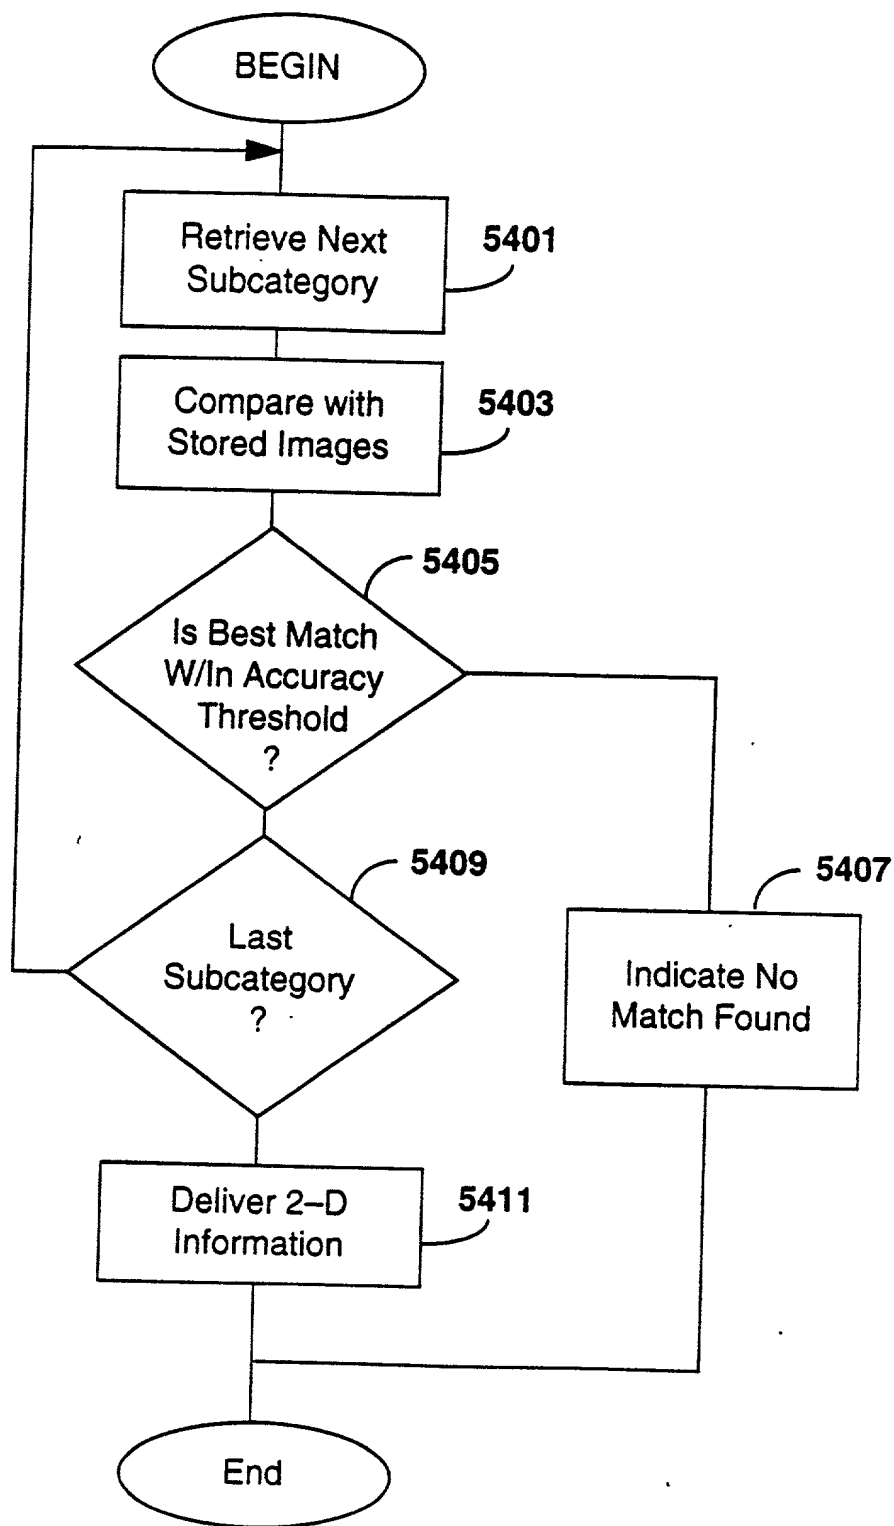 BEGIN
Retrieve Next
Subcategory
5401
Compare with
Stored Images
5403
5405
Is Best Match
W/In Accuracy
Threshold
?
5409
Last
Subcategory
?
5407
Indicate No
Match Found
Deliver 2–D
Information
5411
End